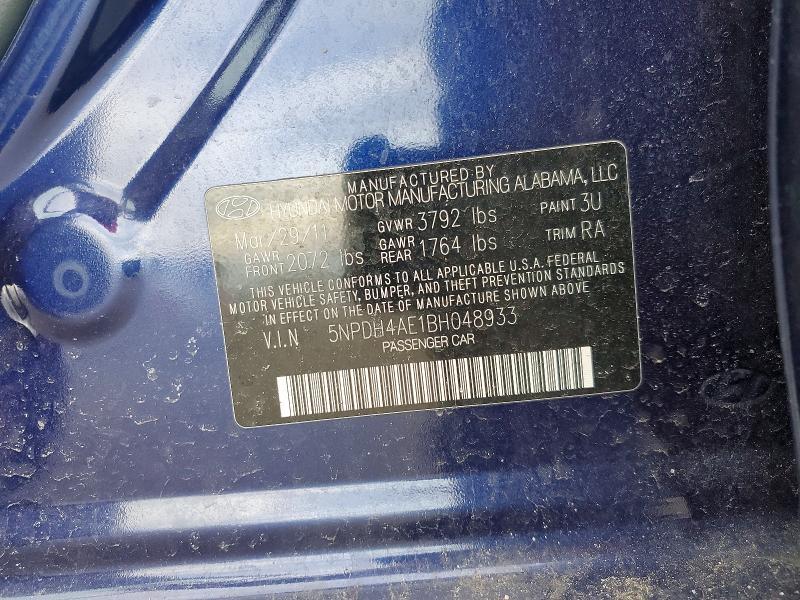 MANUFACTURED BY
HYUNDAI MOTOR MANUFACTURING ALABAMA, LLC
Mar/29/11 GVWR 3792 lbs PAINT 3U
GAWR FRONT 2072 lbs GAWR REAR 1764 lbs TRIM RA
THIS VEHICLE CONFORMS TO ALL APPLICABLE U.S.A. FEDERAL
MOTOR VEHICLE SAFETY, BUMPER, AND THEFT PREVENTION STANDARDS
IN EFFECT ON THE DATE OF MANUFACTURE SHOWN ABOVE
V.I.N 5NPDH4AE1BH048933
PASSENGER CAR